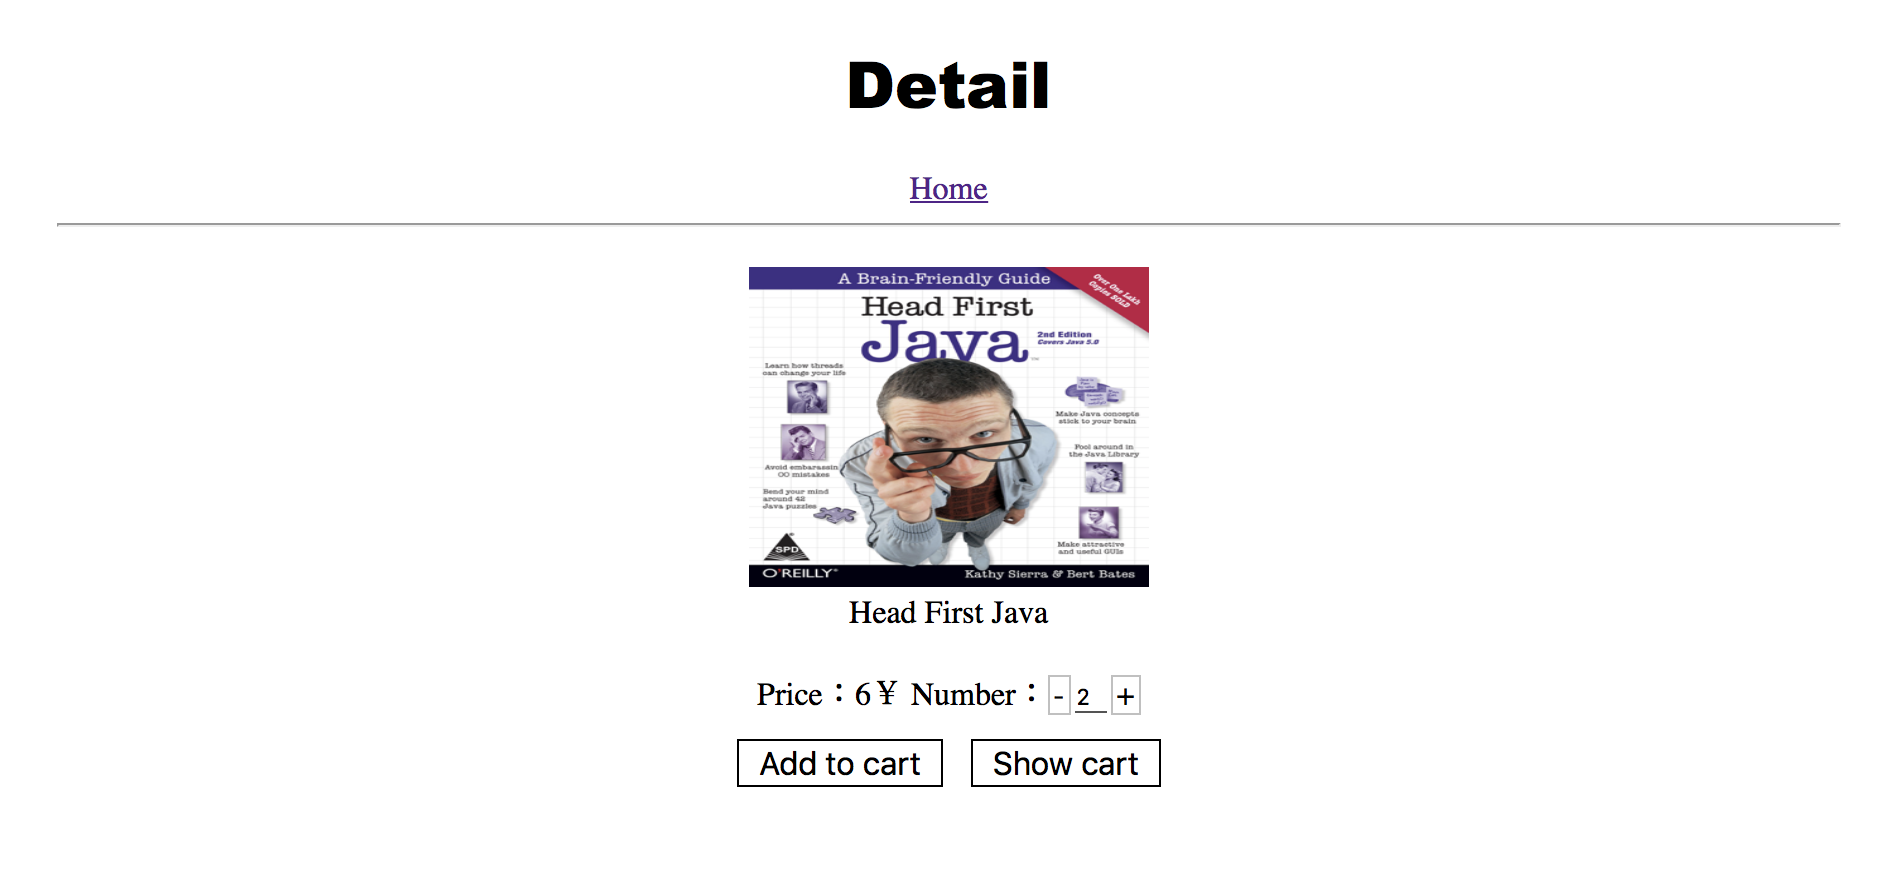 Detail
Home
A Brain-Friendly Guide
Over One Lakh
Copies SOLD
Head First
Java™
2nd Edition
Covers Java 5.0
Learn how threads
can change your life
Make Java concepts
stick to your brain
Fool around in
the Java Library
Avoid embarassin
OO mistakes
Bend your mind
around 42
Java puzzles
SPD
Make attractive
and useful GUIs
O'REILLY®
Kathy Sierra & Bert Bates
Head First Java
Price：6￥ Number： - 2 +
Add to cart Show cart